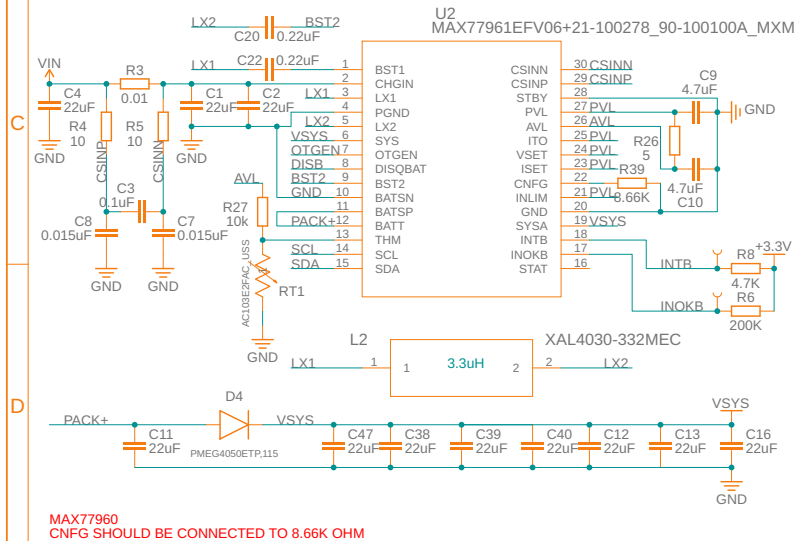 U2
MAX77961EFV06+21-100278_90-100100A_MXM
LX2
BST2
C20 0.22uF
LX1
C22 0.22uF
VIN
R3
0.01
C4
22uF
C1
22uF
C2
22uF
R4
10
R5
10
GND
GND
CSINP
CSINN
C3
0.1uF
C8
0.015uF
C7
0.015uF
GND
GND
C
D
1 BST1
2 CHGIN
LX1 3 LX1
4 PGND
LX2 5 LX2
VSYS 6 SYS
OTGEN 7 OTGEN
DISB 8 DISQBAT
BST2 9 BST2
GND 10 BATSN
11 BATSP
PACK+ 12 BATT
13 THM
SCL 14 SCL
SDA 15 SDA
CSINN 30 CSINN
CSINP 29 CSINP
STBY 28
PVL 27 PVL
AVL 26 AVL
ITO 25 PVL
VSET 24 PVL
ISET 23 PVL
CNFG 22
INLIM 21 PVL
GND 20
SYSA 19 VSYS
INTB 18
INOKB 17
STAT 16
AVL
R27
10k
AC103E2FAC_USS
RT1
GND
C9
4.7uF
GND
R26
5
4.7uF
C10
R39
8.66K
+3.3V
INTB
R8
4.7K
INOKB
R6
200K
L2
XAL4030-332MEC
LX1 1 1 3.3uH 2 2 LX2
PACK+
D4
VSYS
VSYS
PMEG4050ETP,115
C11
22uF
C47
22uF
C38
22uF
C39
22uF
C40
22uF
C12
22uF
C13
22uF
C16
22uF
GND
MAX77960
CNFG SHOULD BE CONNECTED TO 8.66K OHM